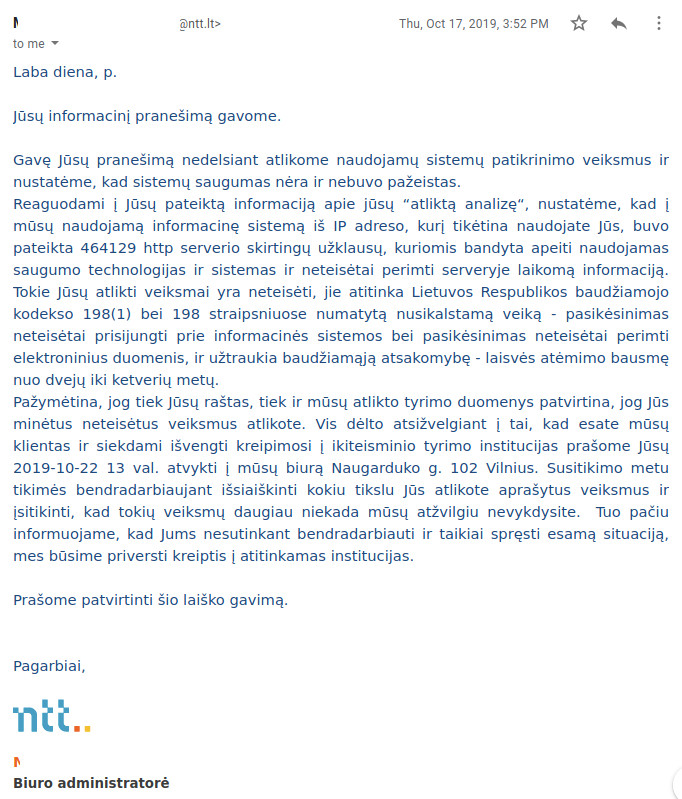 @ntt.lt>
Thu, Oct 17, 2019, 3:52 PM
to me
Laba diena, p.
Jūsų informacinį pranešimą gavome.
Gavę Jūsų pranešimą nedelsiant atlikome naudojamų sistemų patikrinimo veiksmus ir
nustatėme, kad sistemų saugumas nėra ir nebuvo pažeistas.
Reaguodami į Jūsų pateiktą informaciją apie jūsų “atliktą analizę“, nustatėme, kad į
mūsų naudojamą informacinę sistemą iš IP adreso, kurį tikėtina naudojate Jūs, buvo
pateikta 464129 http serverio skirtingų užklausų, kuriomis bandyta apeiti naudojamas
saugumo technologijas ir sistemas ir neteisėtai perimti serveryje laikomą informaciją.
Tokie Jūsų atlikti veiksmai yra neteisėti, jie atitinka Lietuvos Respublikos baudžiamojo
kodekso 198(1) bei 198 straipsniuose numatytą nusikalstamą veiką - pasikėsinimas
neteisėtai prisijungti prie informacinės sistemos bei pasikėsinimas neteisėtai perimti
elektroninius duomenis, ir užtraukia baudžiamąją atsakomybę - laisvės atėmimo bausmę
nuo dvejų iki ketverių metų.
Pažymėtina, jog tiek Jūsų raštas, tiek ir mūsų atlikto tyrimo duomenys patvirtina, jog Jūs
minėtus neteisėtus veiksmus atlikote. Vis dėlto atsižvelgiant į tai, kad esate mūsų
klientas ir siekdami išvengti kreipimosi į ikiteisminio tyrimo institucijas prašome Jūsų
2019-10-22 13 val. atvykti į mūsų biurą Naugarduko g. 102 Vilnius. Susitikimo metu
tikimės bendradarbiaujant išsiaiškinti kokiu tikslu Jūs atlikote aprašytus veiksmus ir
įsitikinti, kad tokių veiksmų daugiau niekada mūsų atžvilgiu nevykdysite. Tuo pačiu
informuojame, kad Jums nesutinkant bendradarbiauti ir taikiai spręsti esamą situaciją,
mes būsime priversti kreiptis į atitinkamas institucijas.
Prašome patvirtinti šio laiško gavimą.
Pagarbiai,
ntt..
Biuro administratorė